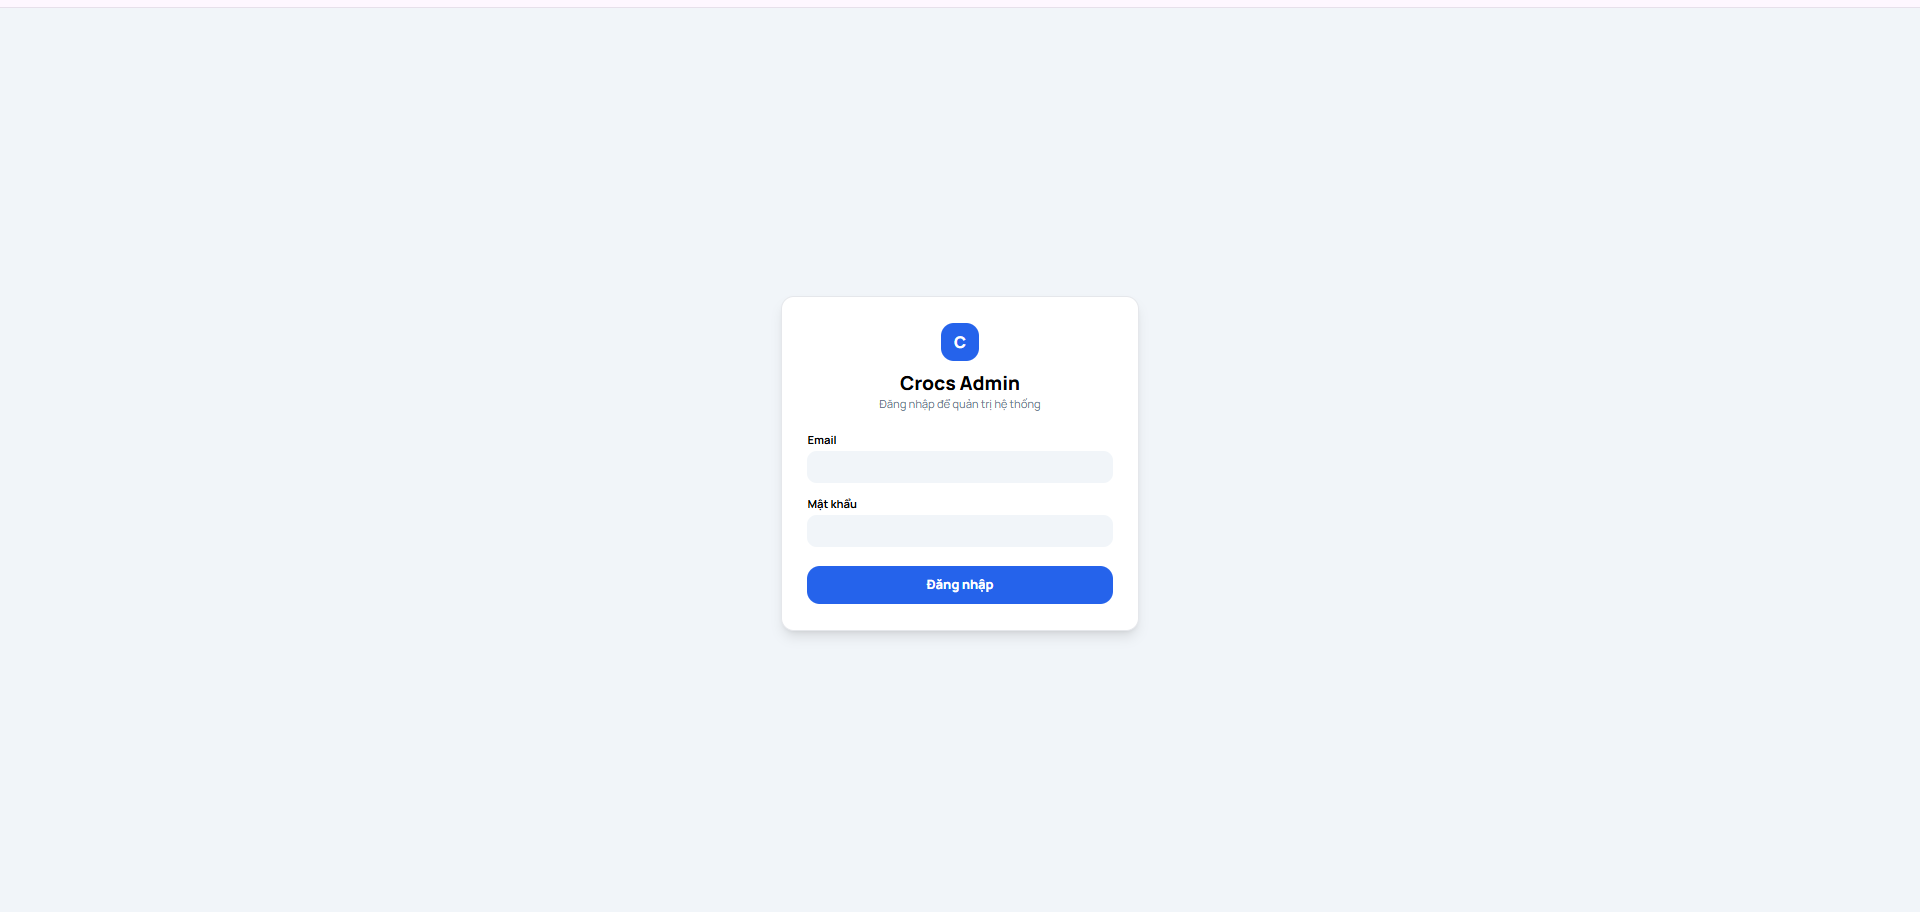 C
Crocs Admin
Đăng nhập để quản trị hệ thống
Email
Mật khẩu
Đăng nhập